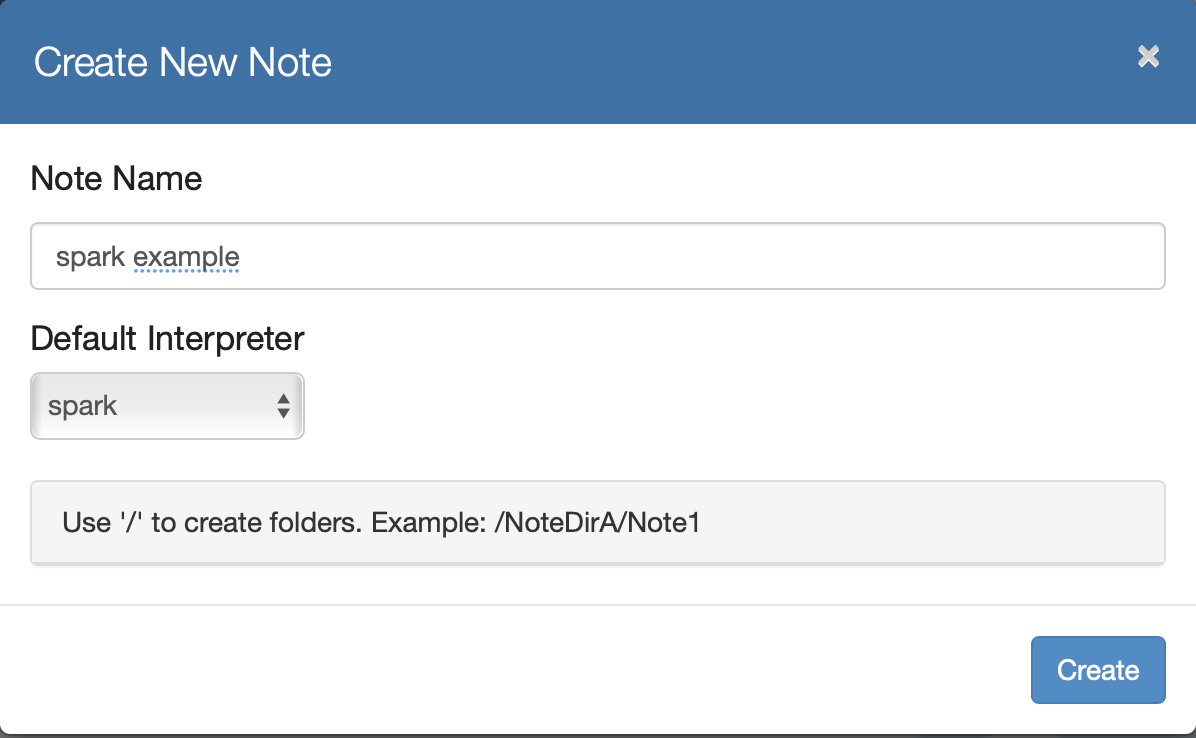 Create New Note
Note Name
spark example
Default Interpreter
spark
Use '/' to create folders. Example: /NoteDirA/Note1
Create